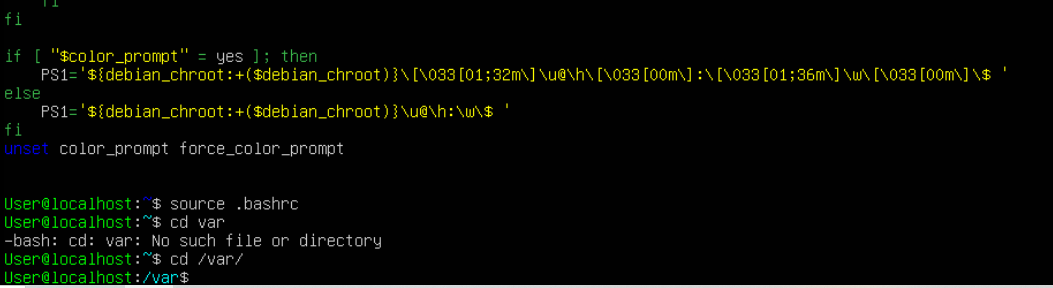 fi
fi

if [ "$color_prompt" = yes ]; then
    PS1='${debian_chroot:+($debian_chroot)}\[\033[01;32m\]\u@\h\[\033[00m\]:\[\033[01;36m\]\w\[\033[00m\]\$ '
else
    PS1='${debian_chroot:+($debian_chroot)}\u@\h:\w\$ '
fi
unset color_prompt force_color_prompt

User@localhost:~$ source .bashrc
User@localhost:~$ cd var
-bash: cd: var: No such file or directory
User@localhost:~$ cd /var/
User@localhost:/var$